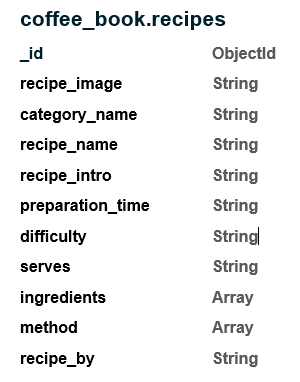 coffee_book.recipes
_id ObjectId
recipe_image String
category_name String
recipe_name String
recipe_intro String
preparation_time String
difficulty String
serves String
ingredients Array
method Array
recipe_by String